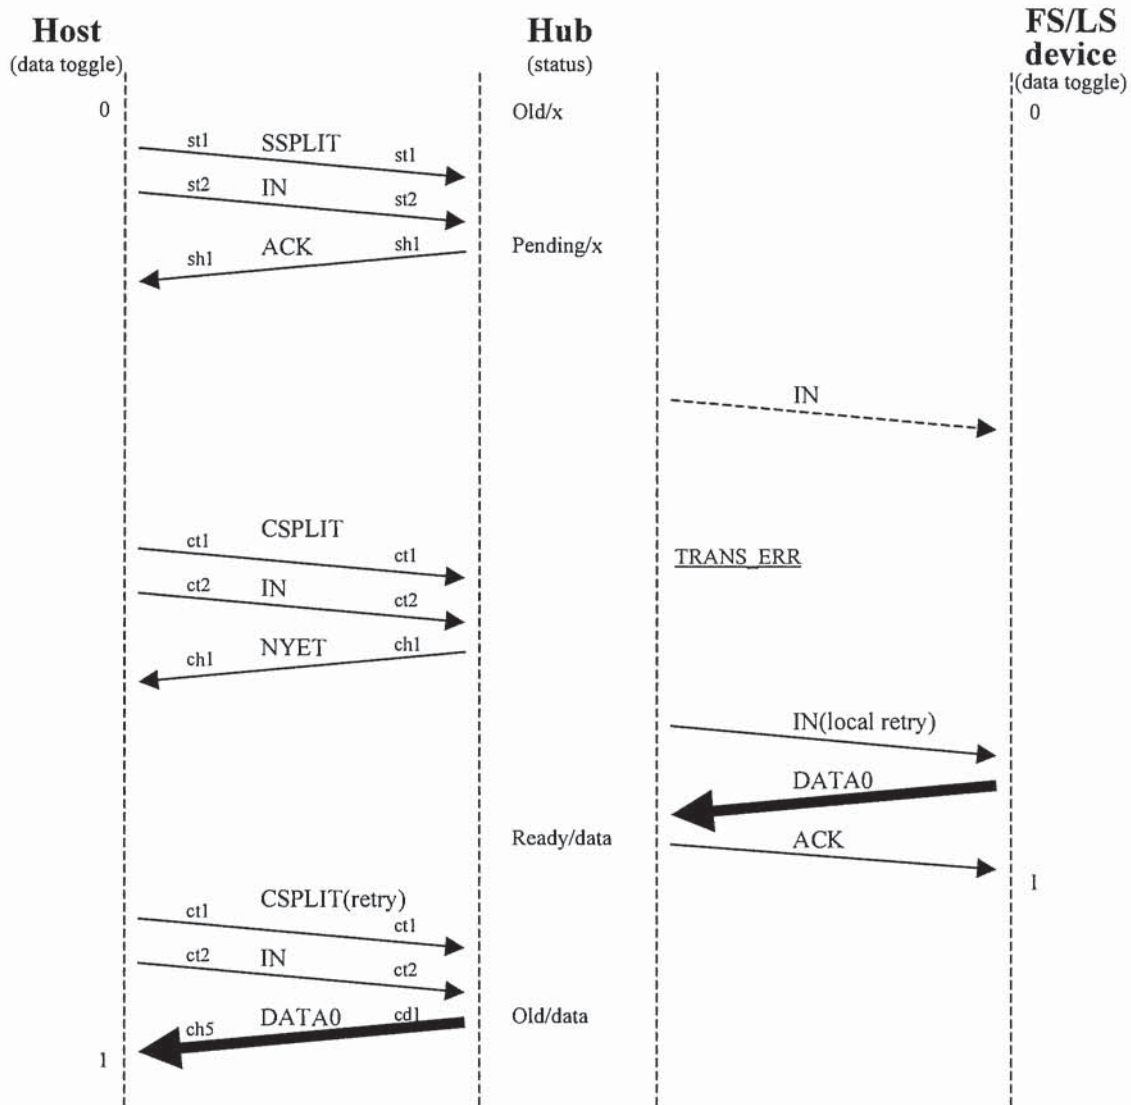 Host
(data toggle)
Hub
(status)
FS/LS
device
(data toggle)
0
Old/x
0
st1 SSPLIT st1
st2 IN st2
ACK sh1
sh1
Pending/x
IN
CSPLIT
ct1 ct1
TRANS_ERR
ct2 IN ct2
NYET ch1
ch1
IN(local retry)
DATA0
Ready/data
ACK
1
CSPLIT(retry)
ct1 ct1
ct2 IN ct2
DATA0 cd1
ch5
Old/data
1